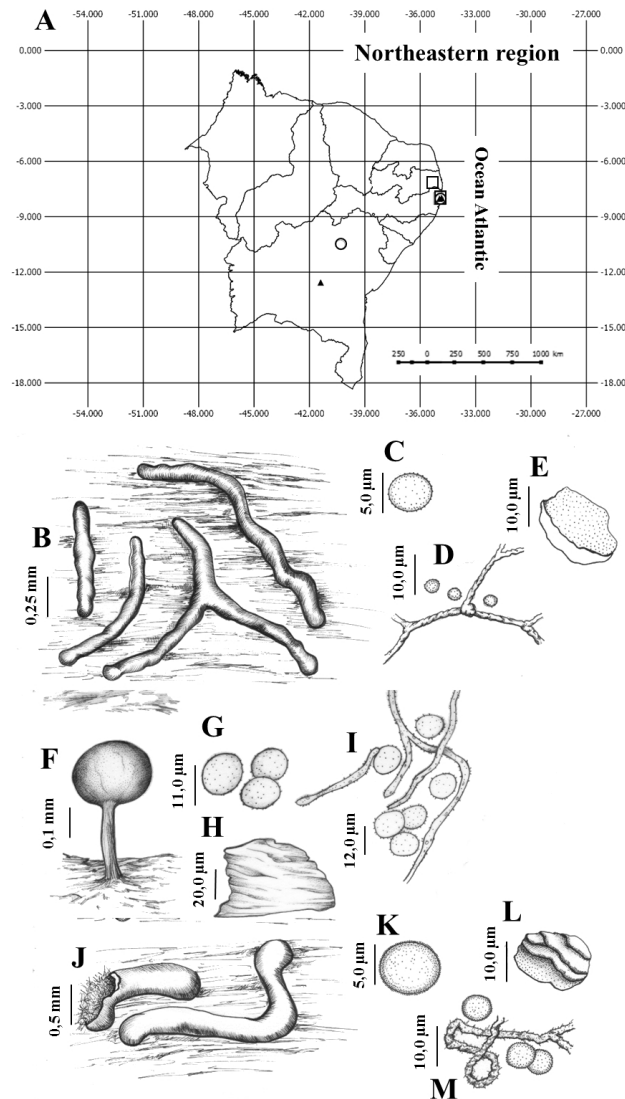 A
-54.000 -51.000 -48.000 -45.000 -42.000 -39.000 -36.000 -33.000 -30.000 -27.000
Northeastern region
0.000 0.000
-3.000 -3.000
-6.000 -6.000
Ocean Atlantic
-9.000 -9.000
-12.000 -12.000
-15.000 -15.000
250 0 250 500 750 1000 km
-18.000 -18.000
-54.000 -51.000 -48.000 -45.000 -42.000 -39.000 -36.000 -33.000 -30.000 -27.000
B
0,25 mm
C
5,0 µm
D
10,0 µm
E
10,0 µm
F
0,1 mm
G
11,0 µm
H
20,0 µm
I
12,0 µm
J
0,5 mm
K
5,0 µm
L
10,0 µm
10,0 µm
M